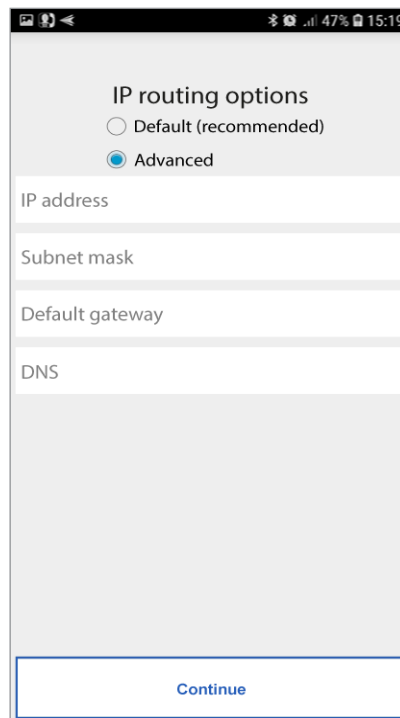 47% 15:19
IP routing options
Default (recommended)
Advanced
IP address
Subnet mask
Default gateway
DNS
Continue